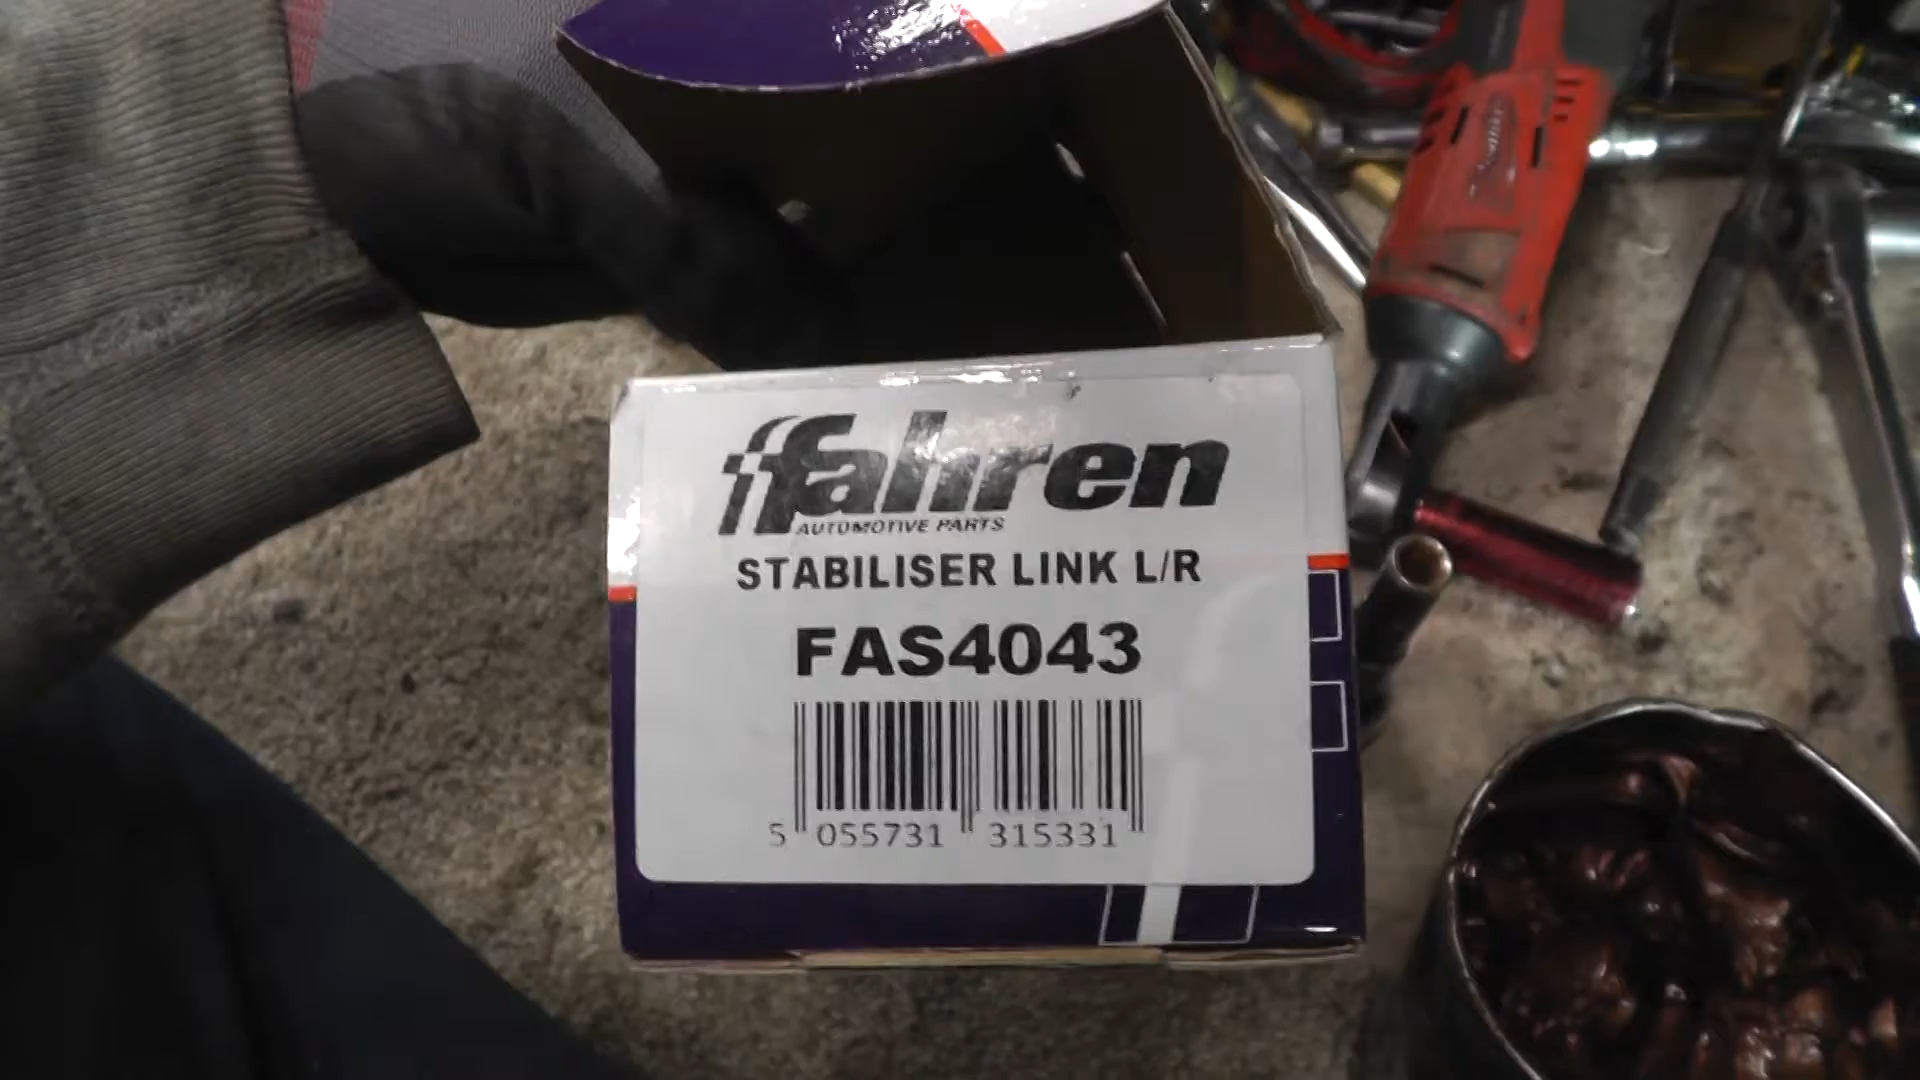 fahren
AUTOMOTIVE PARTS
STABILISER LINK L/R
FAS4043
5 055731 315331